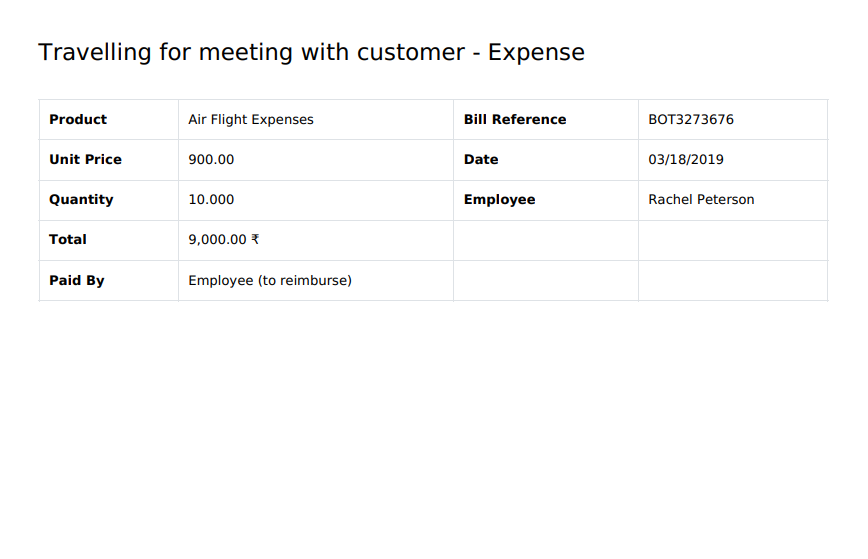 Travelling for meeting with customer - Expense
Product Air Flight Expenses Bill Reference BOT3273676
Unit Price 900.00 Date 03/18/2019
Quantity 10.000 Employee Rachel Peterson
Total 9,000.00 ₹
Paid By Employee (to reimburse)